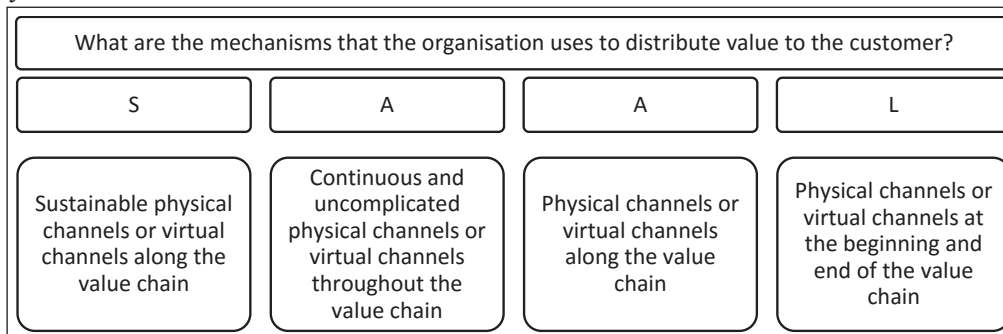 What are the mechanisms that the organisation uses to distribute value to the customer?
S
A
A
L
Sustainable physical
channels or virtual
channels along the
value chain
Continuous and
uncomplicated
physical channels or
virtual channels
throughout the
value chain
Physical channels or
virtual channels
along the value
chain
Physical channels or
virtual channels at
the beginning and
end of the value
chain